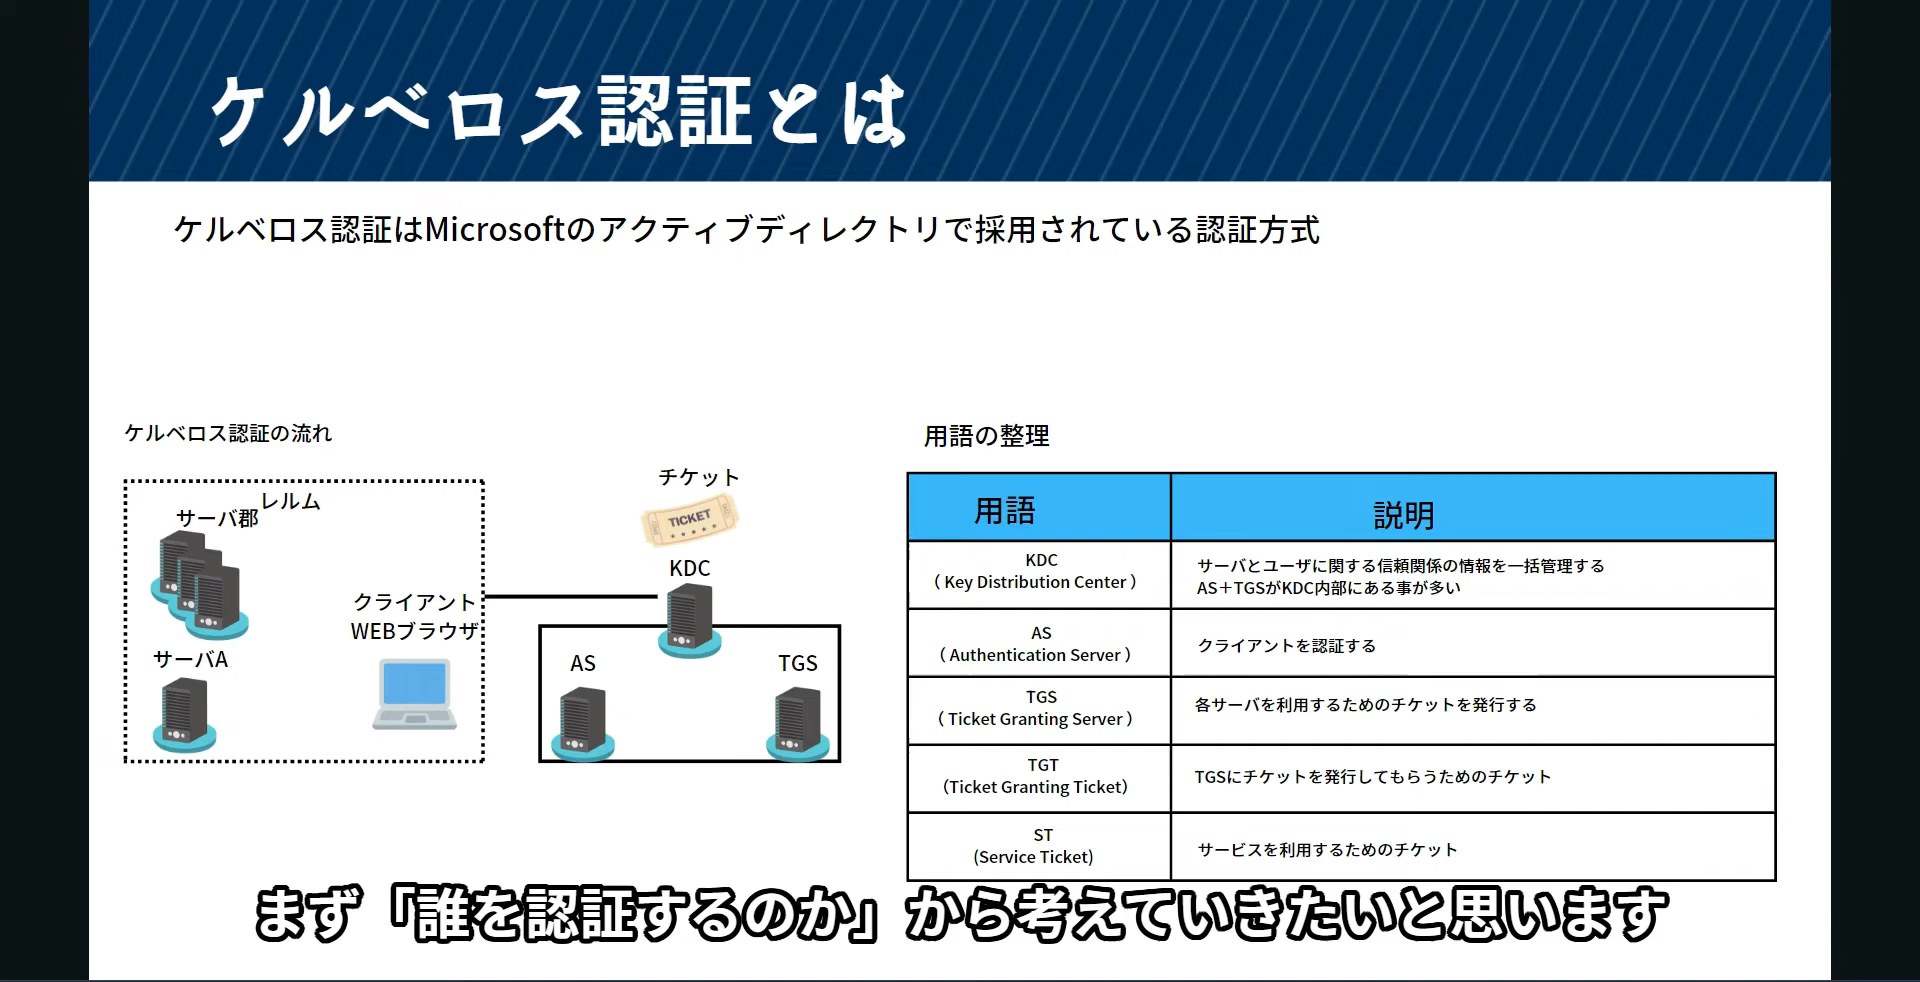 ケルベロス認証とは
ケルベロス認証はMicrosoftのアクティブディレクトリで採用されている認証方式
ケルベロス認証の流れ
レルム
サーバ郡
サーバA
クライアント
WEBブラウザ
チケット
TICKET
KDC
AS
TGS
用語の整理
用語
説明
KDC
（ Key Distribution Center ）
サーバとユーザに関する信頼関係の情報を一括管理する
AS＋TGSがKDC内部にある事が多い
AS
（ Authentication Server ）
クライアントを認証する
TGS
（ Ticket Granting Server ）
各サーバを利用するためのチケットを発行する
TGT
（Ticket Granting Ticket）
TGSにチケットを発行してもらうためのチケット
ST
(Service Ticket)
サービスを利用するためのチケット
まず「誰を認証するのか」から考えていきたいと思います